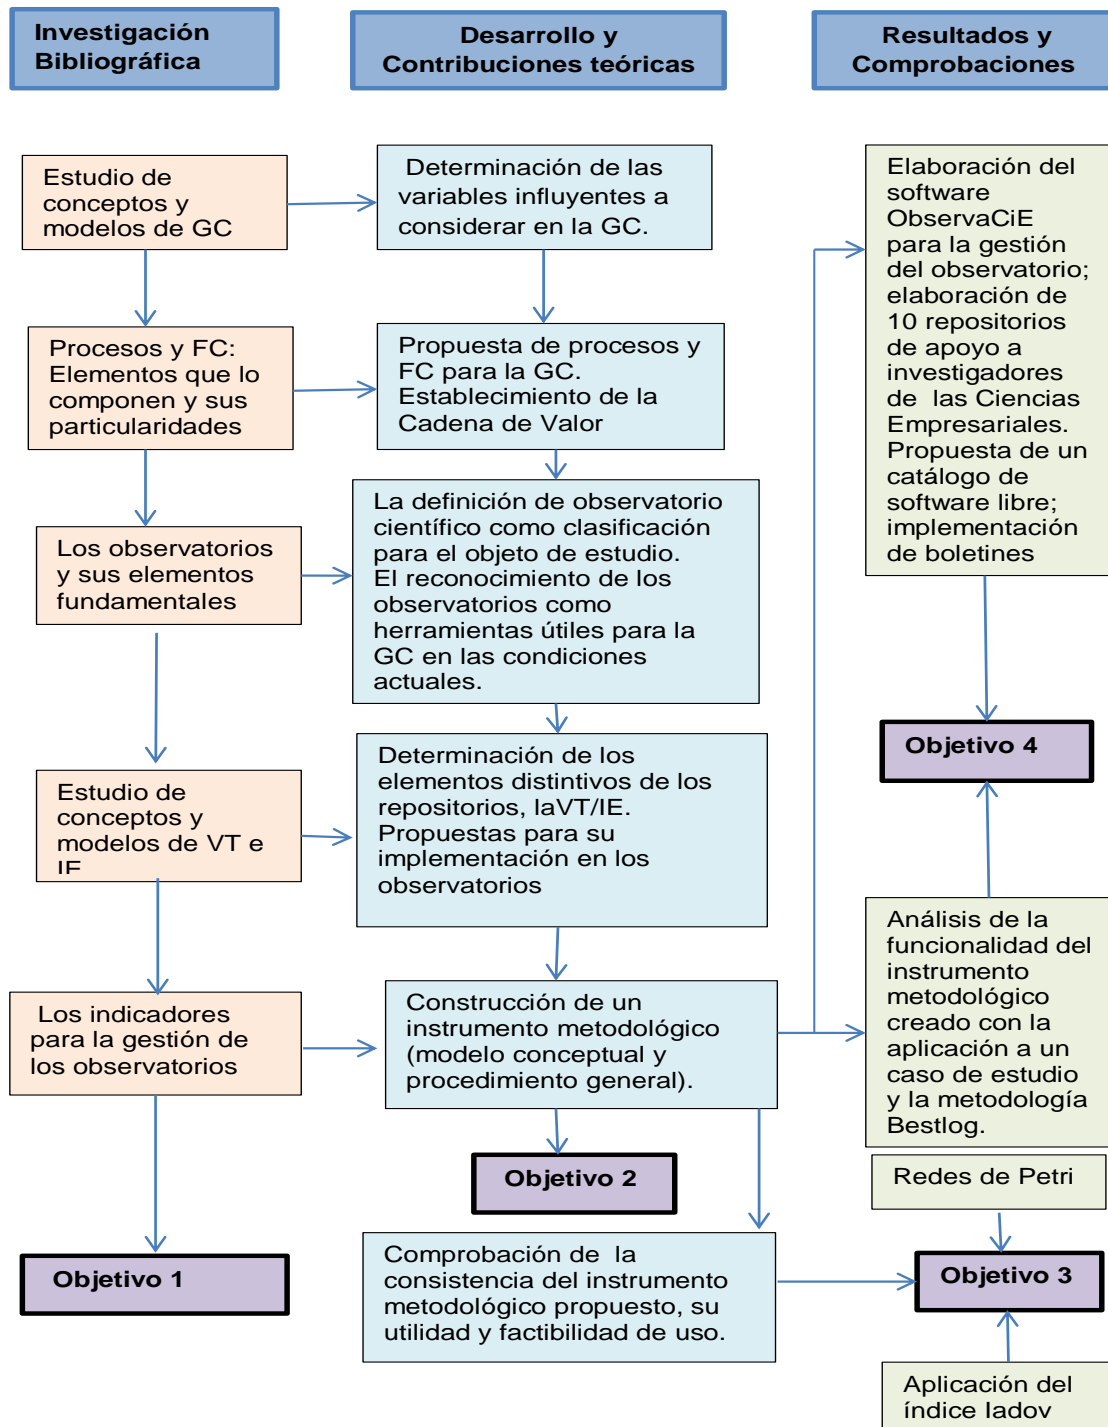 Investigación
Bibliográfica
Desarrollo y
Contribuciones teóricas
Resultados y
Comprobaciones
Estudio de
conceptos y
modelos de GC
Determinación de las
variables influyentes a
considerar en la GC.
Elaboración del
software
ObservaCiE
para la gestión
del observatorio;
elaboración de
10 repositorios
de apoyo a
investigadores
de las Ciencias
Empresariales.
Propuesta de un
catálogo de
software libre;
implementación
de boletines
Procesos y FC:
Elementos que lo
componen y sus
particularidades
Propuesta de procesos y
FC para la GC.
Establecimiento de la
Cadena de Valor
Los observatorios
y sus elementos
fundamentales
La definición de observatorio
científico como clasificación
para el objeto de estudio.
El reconocimiento de los
observatorios como
herramientas útiles para la
GC en las condiciones
actuales.
Objetivo 4
Estudio de
conceptos y
modelos de VT e
IE
Determinación de los
elementos distintivos de los
repositorios, laVT/IE.
Propuestas para su
implementación en los
observatorios
Análisis de la
funcionalidad del
instrumento
metodológico
creado con la
aplicación a un
caso de estudio
y la metodología
Bestlog.
Los indicadores
para la gestión de
los observatorios
Construcción de un
instrumento metodológico
(modelo conceptual y
procedimiento general).
Objetivo 2
Redes de Petri
Objetivo 1
Comprobación de la
consistencia del instrumento
metodológico propuesto, su
utilidad y factibilidad de uso.
Objetivo 3
Aplicación del
índice Iadov